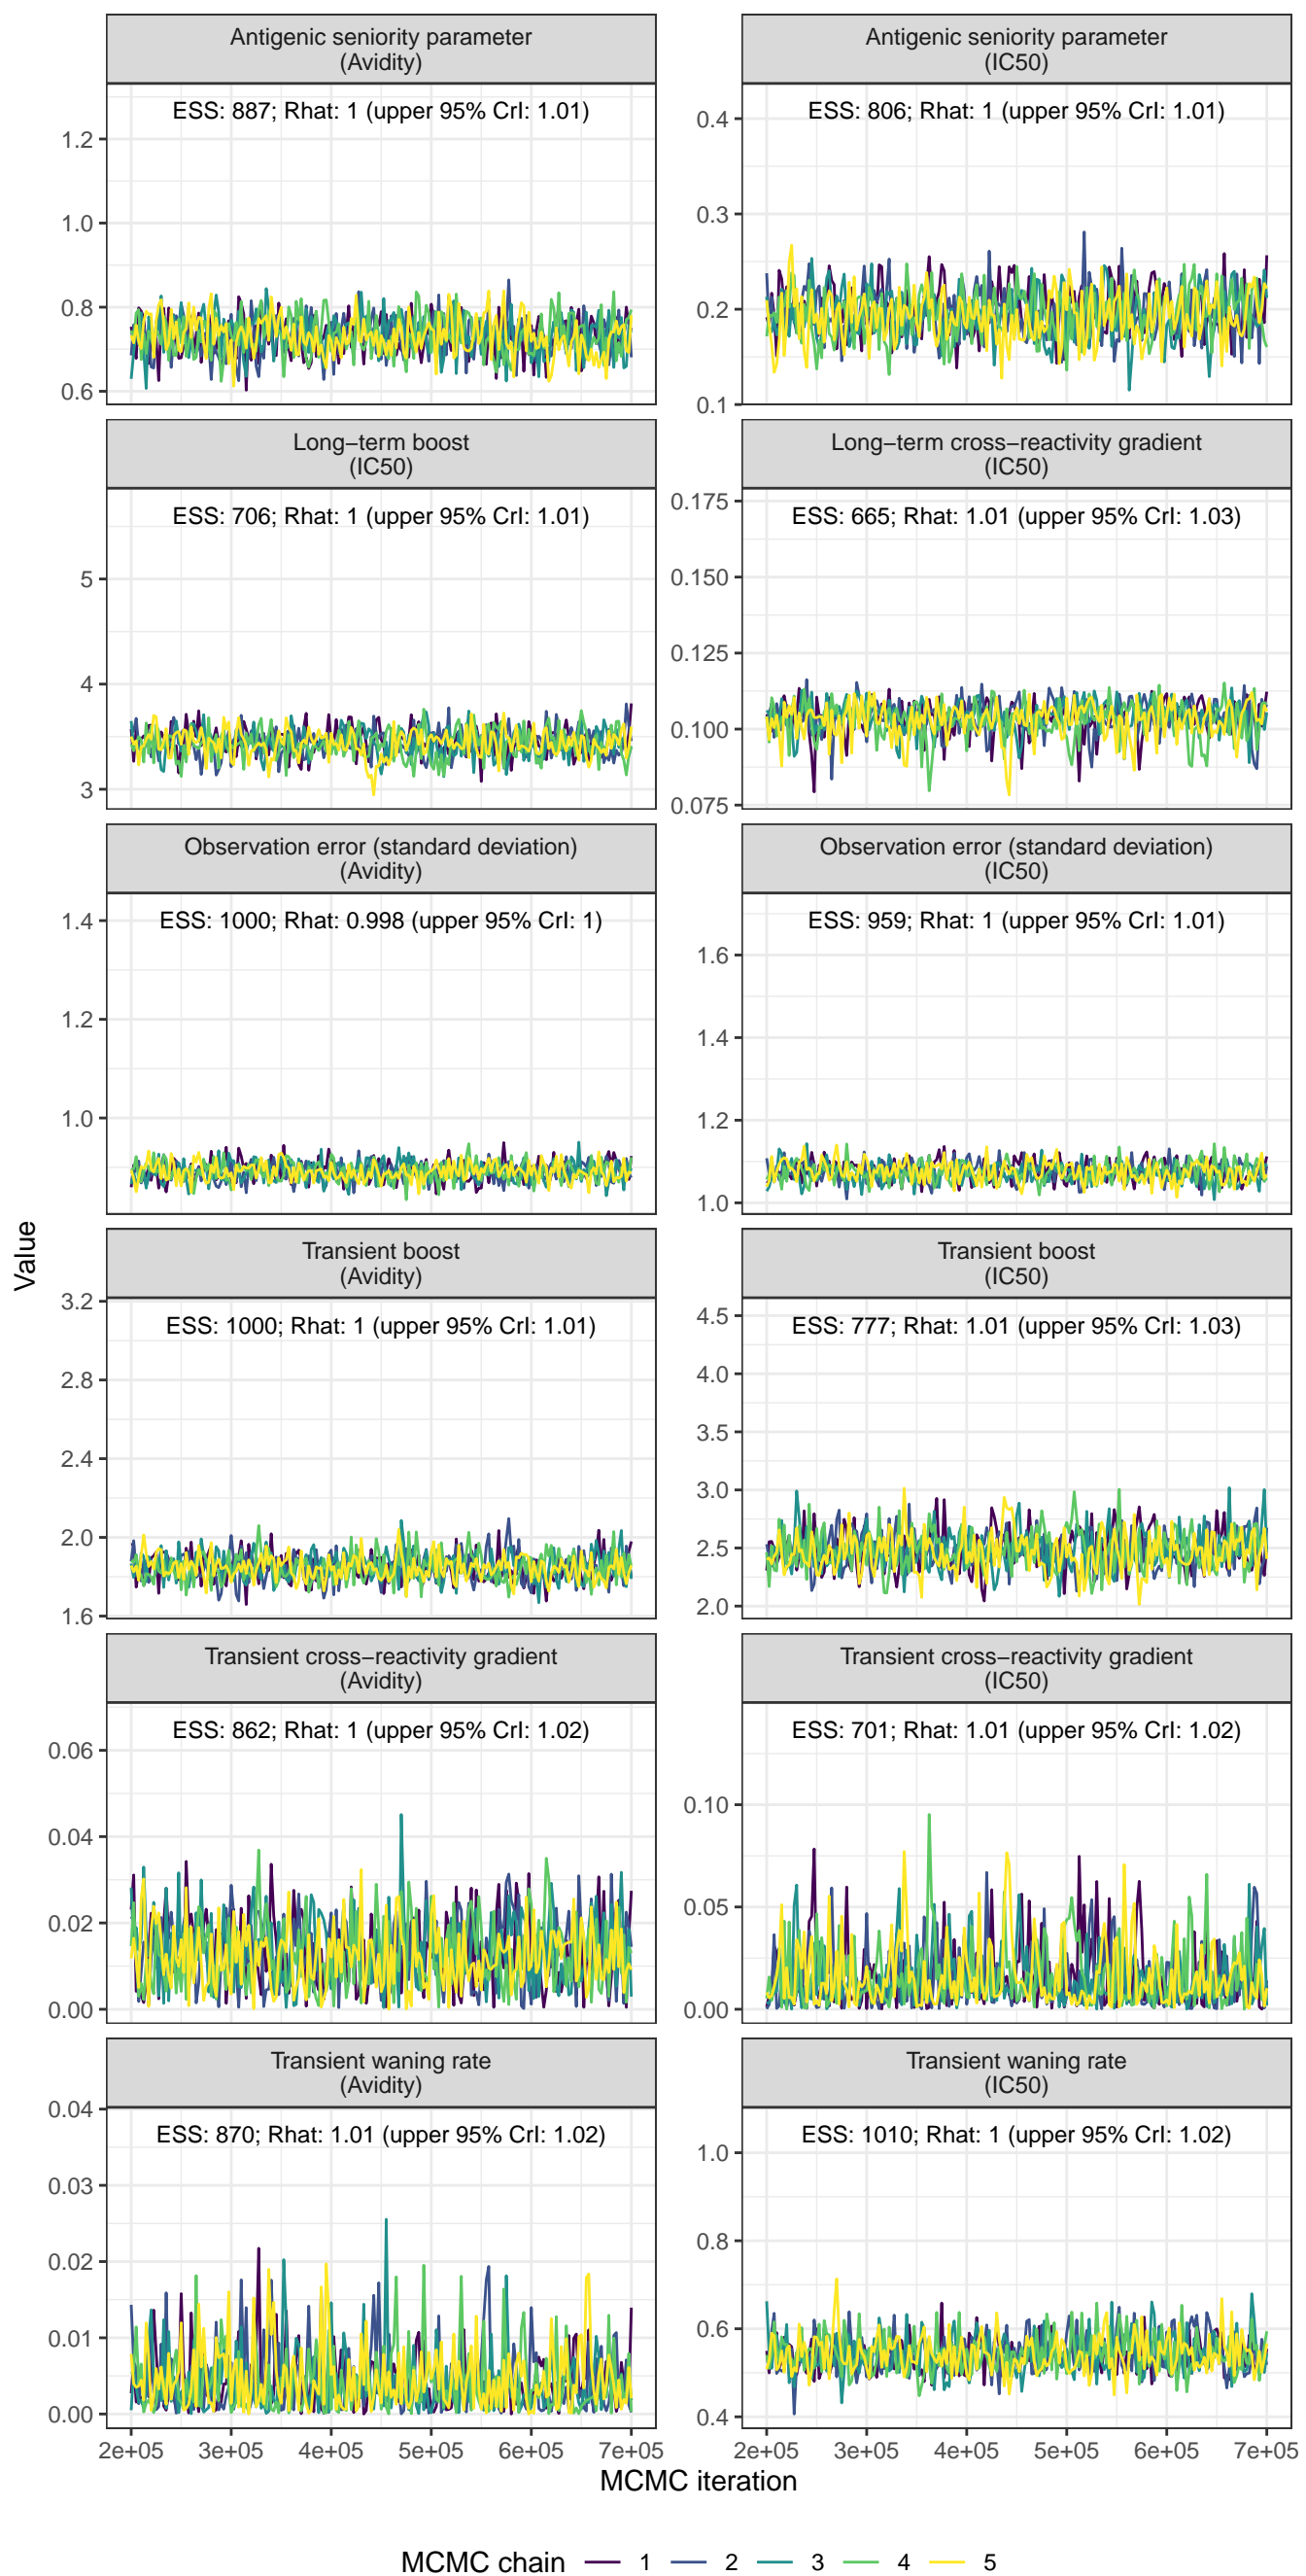 Antigenic seniority parameter
(Avidity)
ESS: 887; Rhat: 1 (upper 95% CrI: 1.01)
1.2
1.0
0.8
0.6
Antigenic seniority parameter
(IC50)
ESS: 806; Rhat: 1 (upper 95% CrI: 1.01)
0.4
0.3
0.2
0.1
Long−term boost
(IC50)
ESS: 706; Rhat: 1 (upper 95% CrI: 1.01)
5
4
3
Long−term cross−reactivity gradient
(IC50)
ESS: 665; Rhat: 1.01 (upper 95% CrI: 1.03)
0.175
0.150
0.125
0.100
0.075
Observation error (standard deviation)
(Avidity)
ESS: 1000; Rhat: 0.998 (upper 95% CrI: 1)
1.4
1.2
1.0
Observation error (standard deviation)
(IC50)
ESS: 959; Rhat: 1 (upper 95% CrI: 1.01)
1.6
1.4
1.2
1.0
Value
Transient boost
(Avidity)
ESS: 1000; Rhat: 1 (upper 95% CrI: 1.01)
3.2
2.8
2.4
2.0
1.6
Transient boost
(IC50)
ESS: 777; Rhat: 1.01 (upper 95% CrI: 1.03)
4.5
4.0
3.5
3.0
2.5
2.0
Transient cross−reactivity gradient
(Avidity)
ESS: 862; Rhat: 1 (upper 95% CrI: 1.02)
0.06
0.04
0.02
0.00
Transient cross−reactivity gradient
(IC50)
ESS: 701; Rhat: 1.01 (upper 95% CrI: 1.02)
0.10
0.05
0.00
Transient waning rate
(Avidity)
ESS: 870; Rhat: 1.01 (upper 95% CrI: 1.02)
0.04
0.03
0.02
0.01
0.00
Transient waning rate
(IC50)
ESS: 1010; Rhat: 1 (upper 95% CrI: 1.02)
1.0
0.8
0.6
0.4
2e+05 3e+05 4e+05 5e+05 6e+05 7e+05
2e+05 3e+05 4e+05 5e+05 6e+05 7e+05
MCMC iteration
MCMC chain 1 2 3 4 5